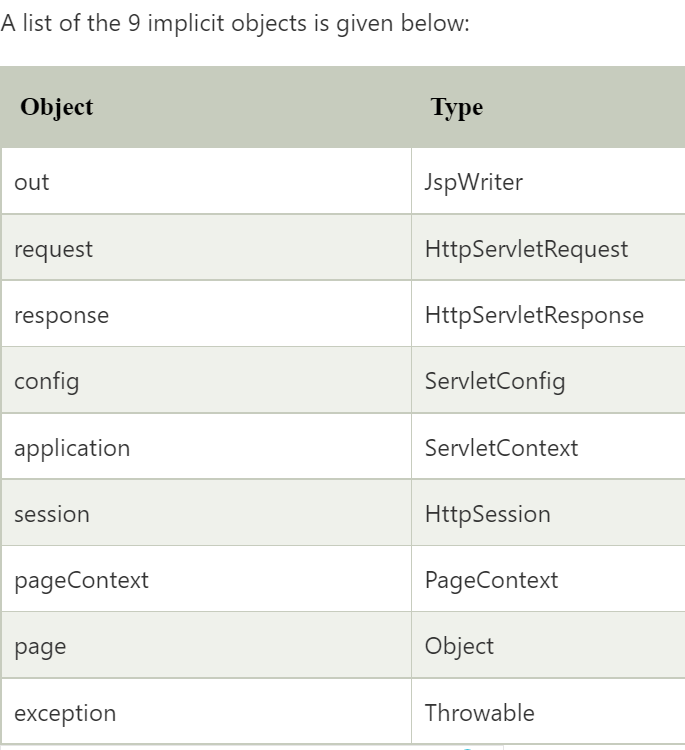 A list of the 9 implicit objects is given below:
Object Type
out JspWriter
request HttpServletRequest
response HttpServletResponse
config ServletConfig
application ServletContext
session HttpSession
pageContext PageContext
page Object
exception Throwable